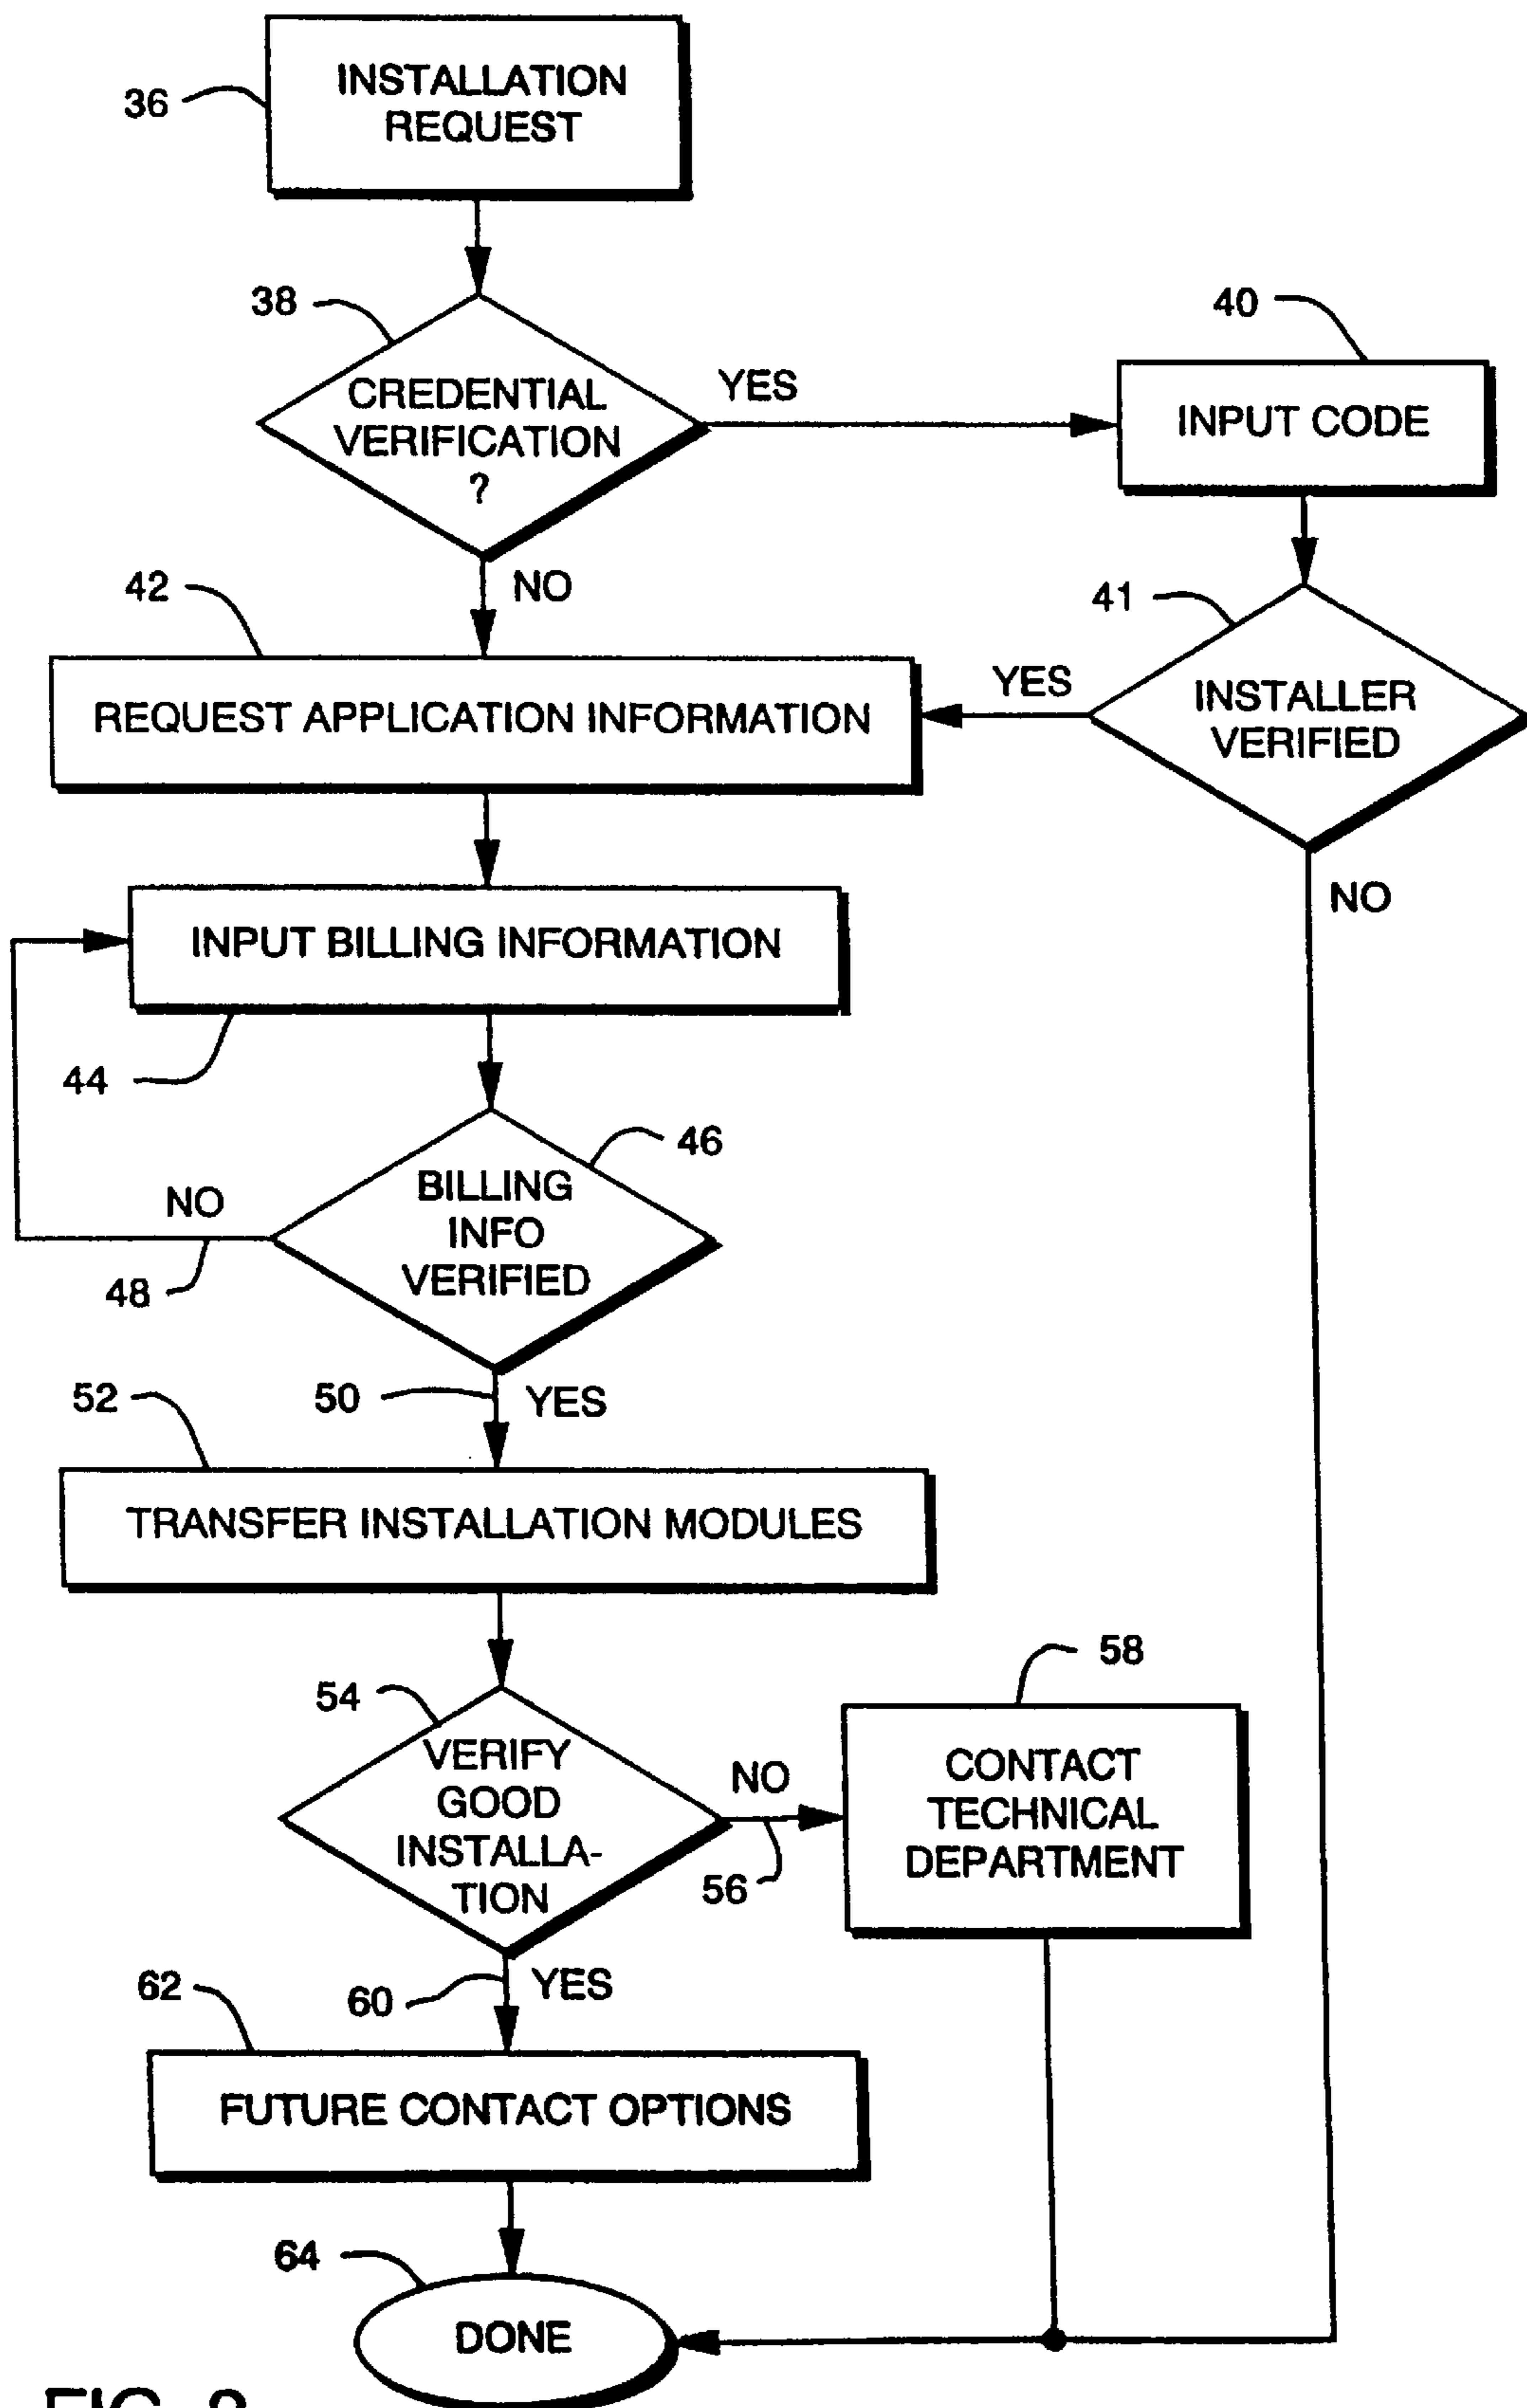 INSTALLATION
REQUEST
36
38
CREDENTIAL
VERIFICATION
?
YES
40
INPUT CODE
NO
42
REQUEST APPLICATION INFORMATION
41
INSTALLER
VERIFIED
YES
NO
INPUT BILLING INFORMATION
44
46
BILLING
INFO
VERIFIED
NO
48
50
YES
52
TRANSFER INSTALLATION MODULES
54
VERIFY
GOOD
INSTALLA-
TION
NO
56
58
CONTACT
TECHNICAL
DEPARTMENT
60
YES
62
FUTURE CONTACT OPTIONS
64
DONE